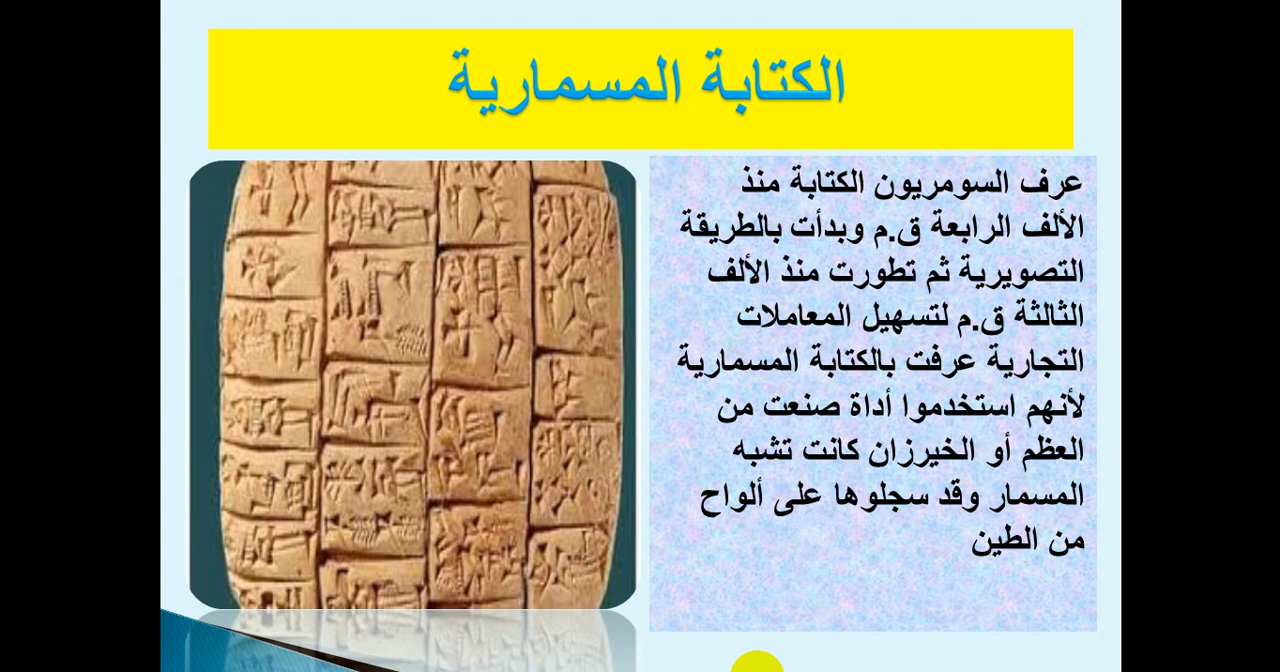 الكتابة المسمارية
عرف السومريون الكتابة منذ
الألف الرابعة ق.م وبدأت بالطريقة
التصويرية ثم تطورت منذ الألف
الثالثة ق.م لتسهيل المعاملات
التجارية عرفت بالكتابة المسمارية
لأنهم استخدموا أداة صنعت من
العظم أو الخيزران كانت تشبه
المسمار وقد سجلوها على ألواح
من الطين